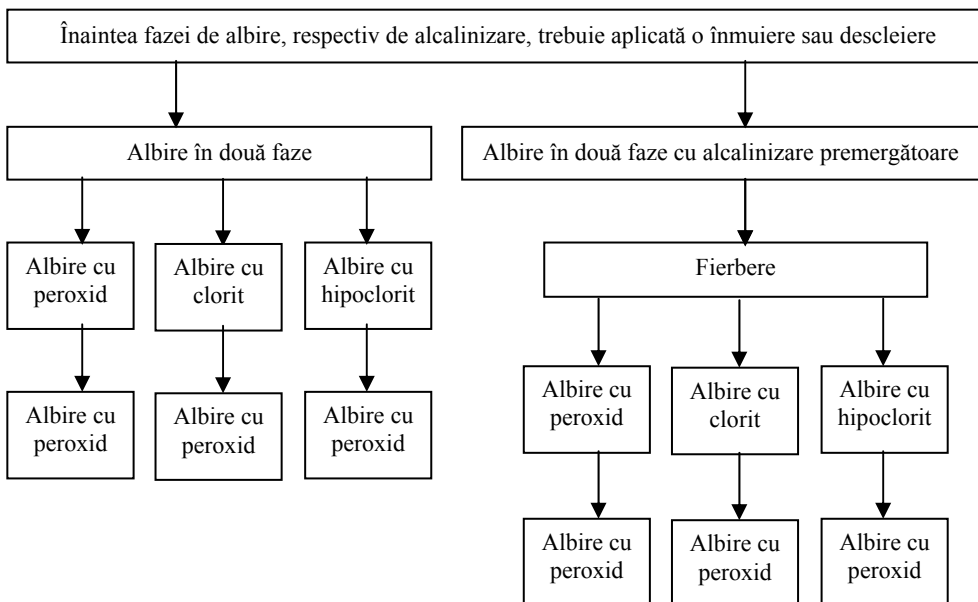 Înaintea fazei de albire, respectiv de alcalinizare, trebuie aplicată o înmuiere sau descleiere
Albire în două faze
Albire în două faze cu alcalinizare premergătoare
Albire cu
peroxid
Albire cu
clorit
Albire cu
hipoclorit
Albire cu
peroxid
Albire cu
peroxid
Albire cu
peroxid
Fierbere
Albire cu
peroxid
Albire cu
clorit
Albire cu
hipoclorit
Albire cu
peroxid
Albire cu
peroxid
Albire cu
peroxid